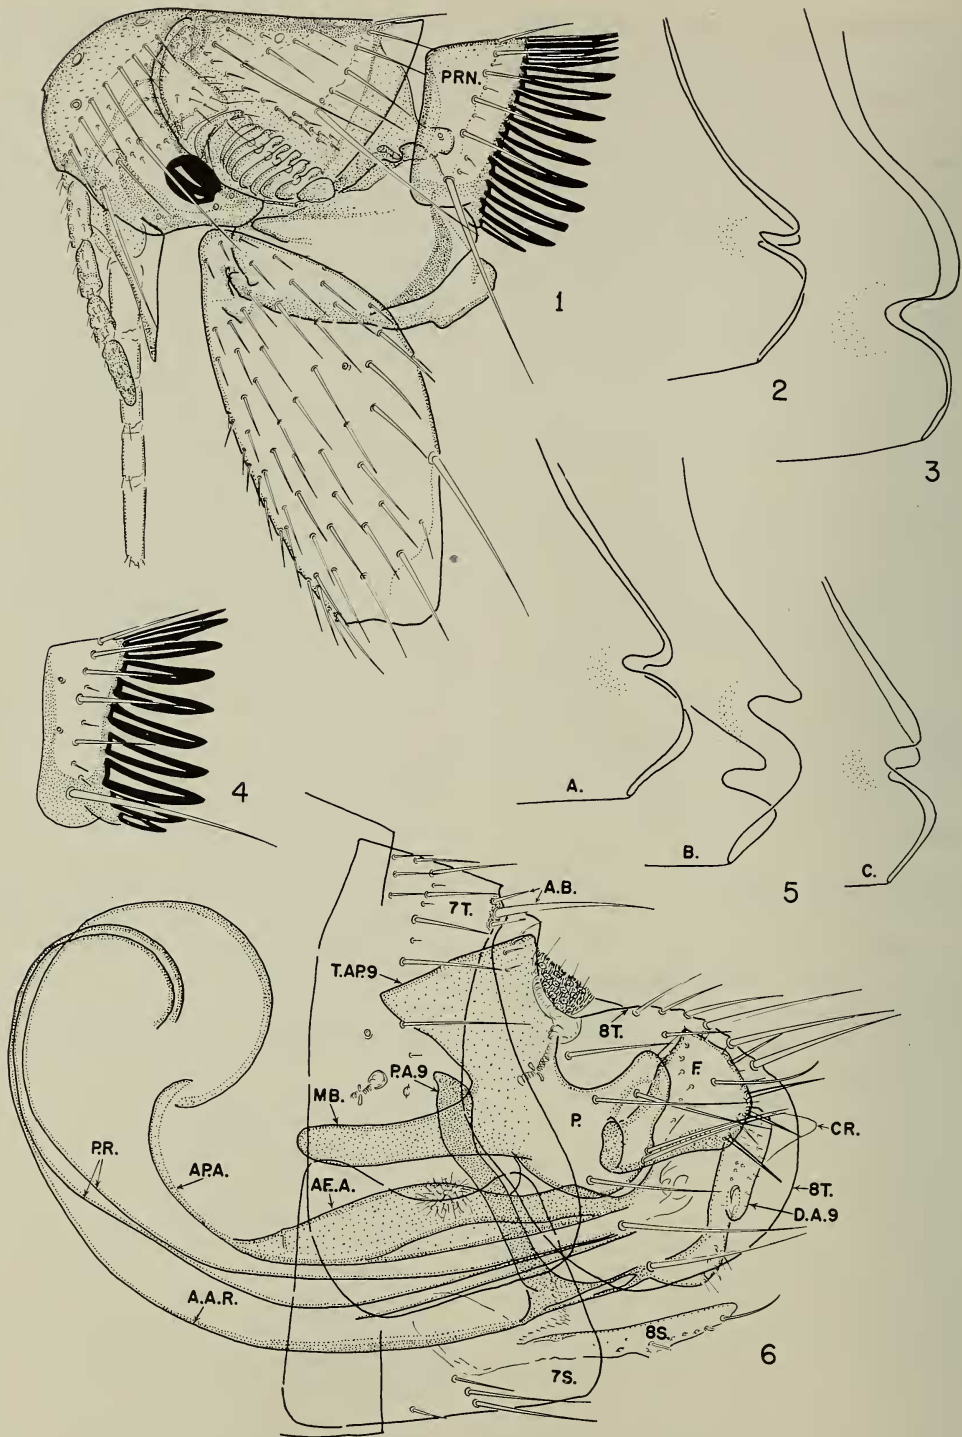 PRN.
1
2
3
4
A.
B.
C.
5
7T.
A.B.
T.AP.9
8T.
P.A.9
F.
MB.
P.
CR.
P.R.
AP.A.
AE.A.
8T.
D.A.9
A.A.R.
8S.
7S.
6